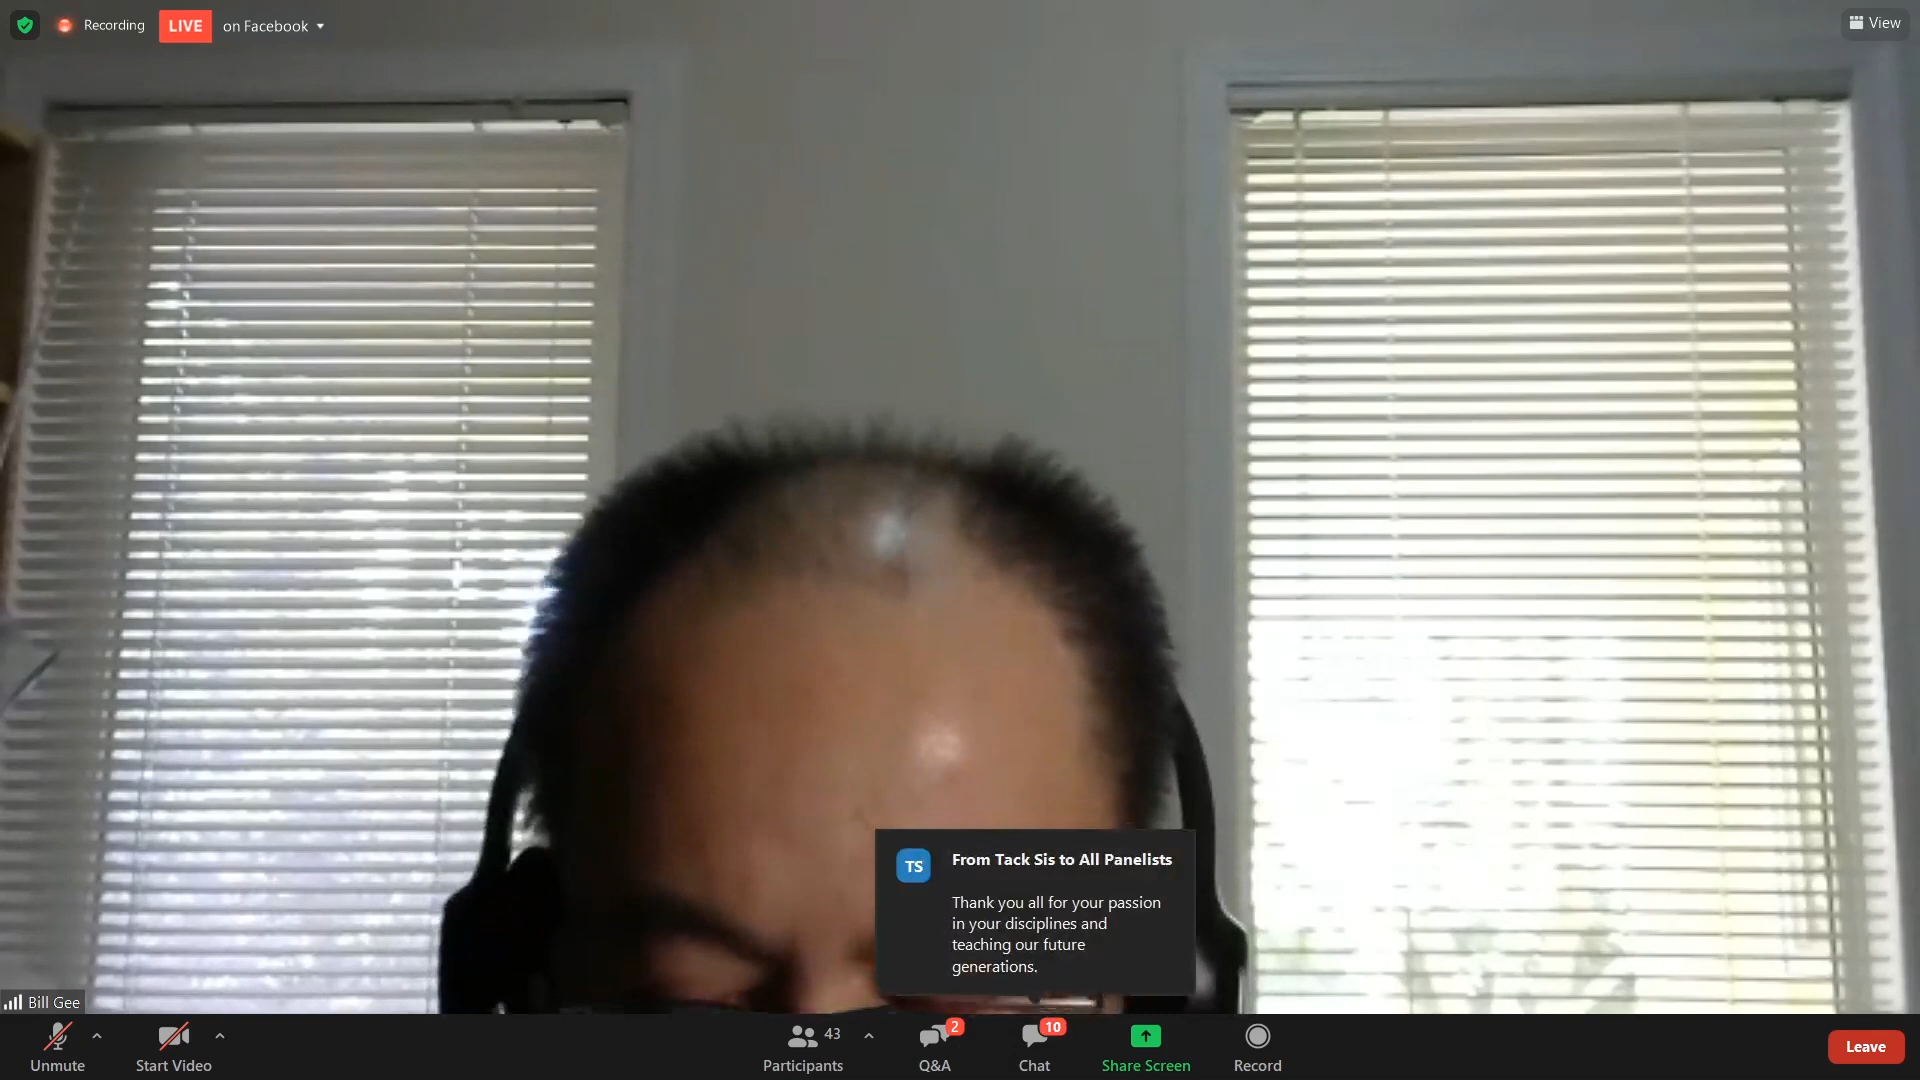 Recording LIVE on Facebook View
TS From Tack Sis to All Panelists
Thank you all for your passion
in your disciplines and
teaching our future
generations.
Bill Gee
43 2 10
Unmute Start Video Participants Q&A Chat Share Screen Record Leave